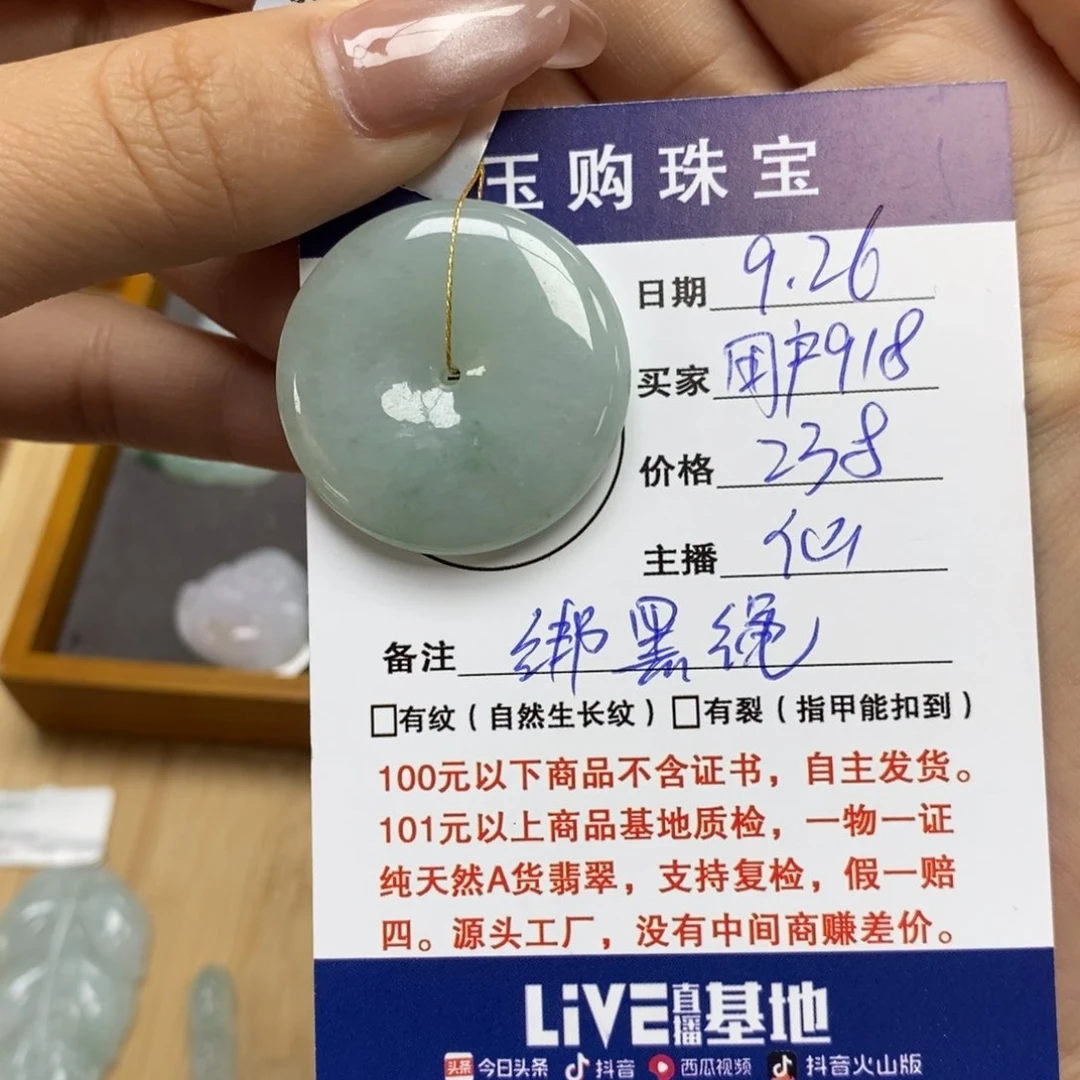 玉购珠宝
日期 9.26
买家 用户918
价格 238
主播 仙
备注 绑黑绳
□有纹（自然生长纹）□有裂（指甲能扣到）
100元以下商品不含证书，自主发货。
101元以上商品基地质检，一物一证
纯天然A货翡翠，支持复检，假一赔
四。源头工厂，没有中间商赚差价。
LiVE直播基地
头条 今日头条 抖音 西瓜视频 抖音火山版